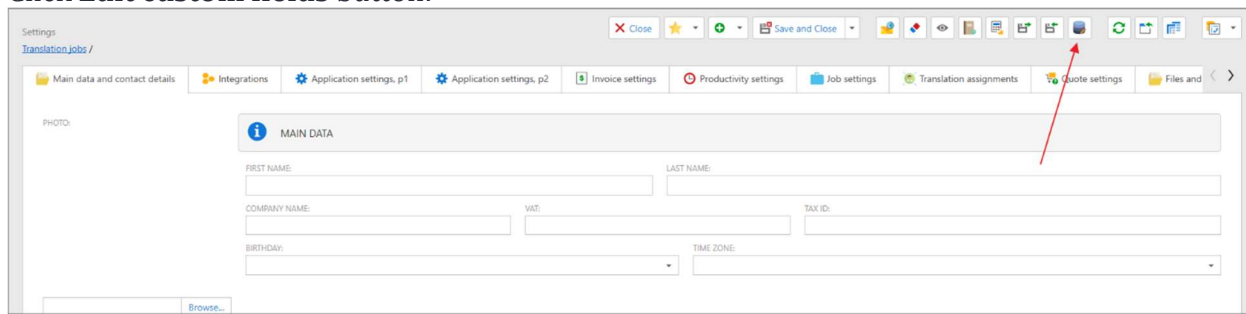 Click Edit custom fields button.
Settings
Close
Save and Close
Translation jobs /
Main data and contact details
Integrations
Application settings, p1
Application settings, p2
Invoice settings
Productivity settings
Job settings
Translation assignments
Quote settings
Files and
PHOTO:
MAIN DATA
FIRST NAME:
LAST NAME:
COMPANY NAME:
VAT:
TAX ID:
BIRTHDAY:
TIME ZONE:
Browse...